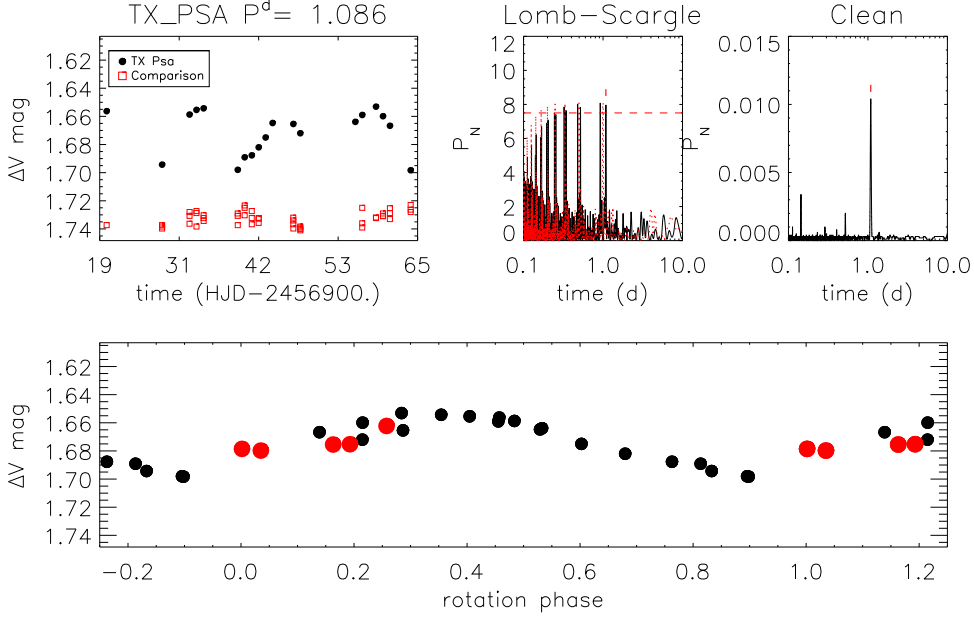 TX_PSA P^d= 1.086
Lomb-Scargle
Clean
ΔV mag
1.62
1.64
1.66
1.68
1.70
1.72
1.74
TX Psa
Comparison
19 31 42 53 65
time (HJD-2456900.)
P_N
12
10
8
6
4
2
0
0.1 1.0 10.0
time (d)
P_N
0.015
0.010
0.005
0.000
0.1 1.0 10.0
time (d)
ΔV mag
1.62
1.64
1.66
1.68
1.70
1.72
1.74
-0.2 0.0 0.2 0.4 0.6 0.8 1.0 1.2
rotation phase